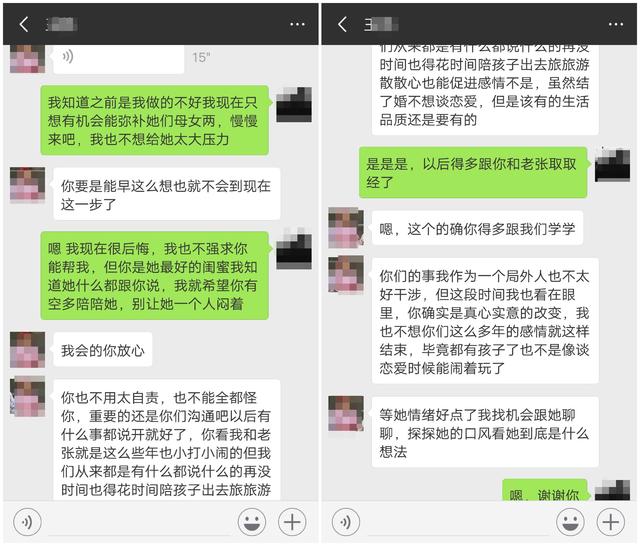 15"
我知道之前是我做的不好我现在只
想有机会能弥补她们母女两，慢慢
来吧，我也不想给她太大压力
你要是能早这么想也就不会到现在
这一步了
嗯 我现在很后悔，我也不强求你
能帮我，但你是她最好的闺蜜我知
道她什么都跟你说，我就希望你有
空多陪陪她，别让她一个人闷着
我会的你放心
你也不用太自责，也不能全都怪
你，重要的还是你们沟通吧以后有
什么事都说开就好了，你看我和老
张就是这么些年也小打小闹的但我
们从来都是有什么都说什么的再没
时间也得花时间陪孩子出去旅旅游
们从来都是有什么都说什么的再没
时间也得花时间陪孩子出去旅旅游
散散心也能促进感情不是，虽然结
了婚不想谈恋爱，但是该有的生活
品质还是要有的
是是是，以后得多跟你和老张取取
经了
嗯，这个的确你得多跟我们学学
你们的事我作为一个局外人也不太
好干涉，但这段时间我也看在眼
里，你确实是真心实意的改变，我
也不想你们这么多年的感情就这样
结束，毕竟都有孩子了也不是像谈
恋爱时候能闹着玩了
等她情绪好点了我找机会跟她聊
聊，探探她的口风看她到底是什么
想法
嗯，谢谢你